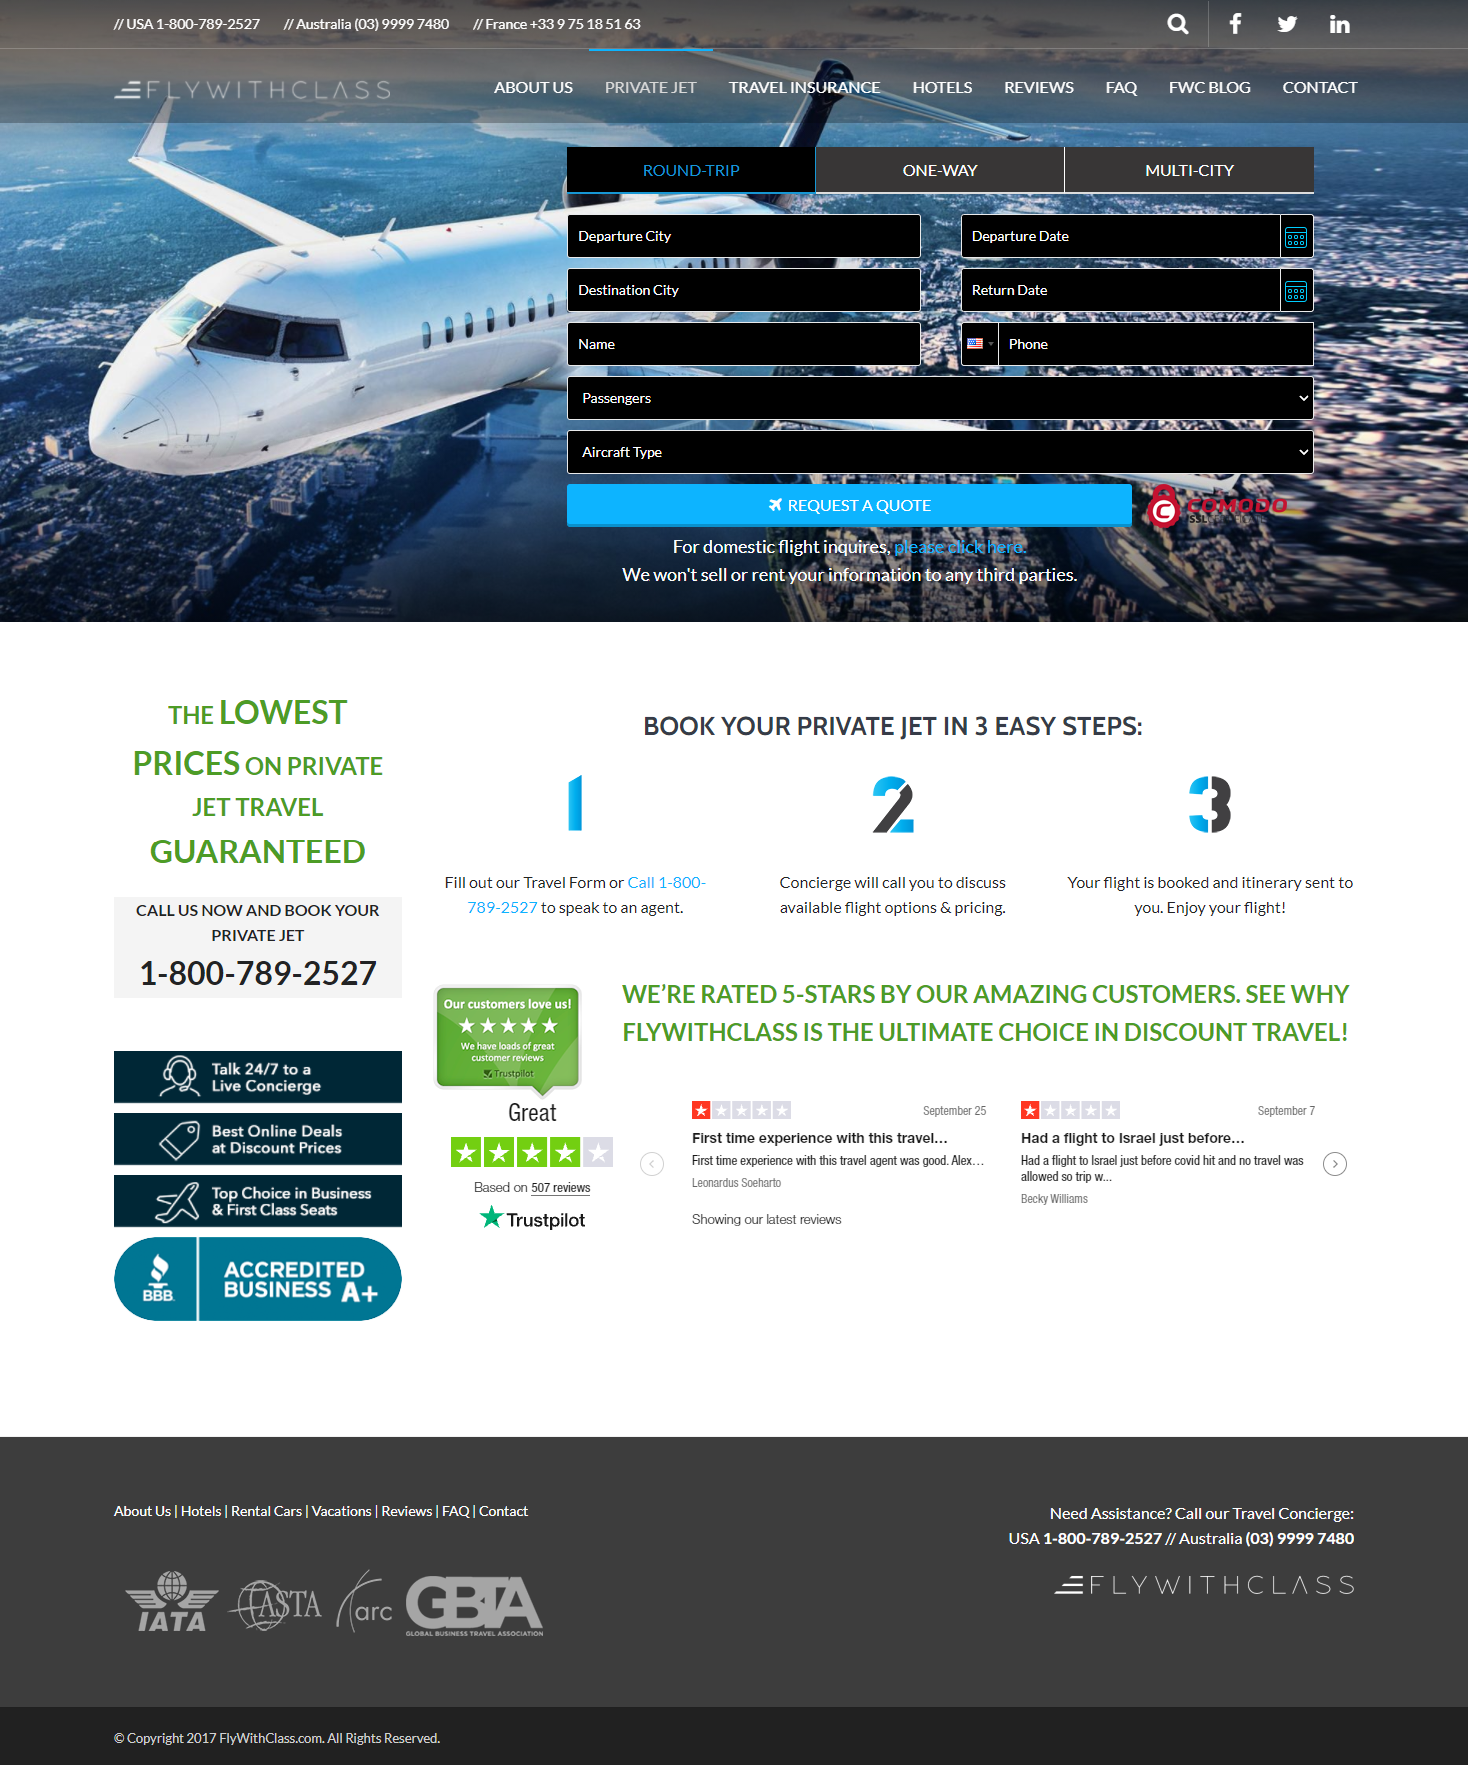 // USA 1-800-789-2527 // Australia (03) 9999 7480 // France +33 9 75 18 51 63
FLYWITHCLASS
ABOUT US PRIVATE JET TRAVEL INSURANCE HOTELS REVIEWS FAQ FWC BLOG CONTACT
ROUND-TRIP ONE-WAY MULTI-CITY
Departure City
Departure Date
Destination City
Return Date
Name
Phone
Passengers
Aircraft Type
REQUEST A QUOTE
COMODO
For domestic flight inquires, please click here.
We won't sell or rent your information to any third parties.
THE LOWEST
PRICES ON PRIVATE
JET TRAVEL
GUARANTEED
CALL US NOW AND BOOK YOUR
PRIVATE JET
1-800-789-2527
Talk 24/7 to a
Live Concierge
Best Online Deals
at Discount Prices
Top Choice in Business
& First Class Seats
BBB.
ACCREDITED
BUSINESS A+
BOOK YOUR PRIVATE JET IN 3 EASY STEPS:
1
2
3
Fill out our Travel Form or Call 1-800-
789-2527 to speak to an agent.
Concierge will call you to discuss
available flight options & pricing.
Your flight is booked and itinerary sent to
you. Enjoy your flight!
Our customers love us!
We have loads of great
customer reviews
Trustpilot
WE'RE RATED 5-STARS BY OUR AMAZING CUSTOMERS. SEE WHY
FLYWITHCLASS IS THE ULTIMATE CHOICE IN DISCOUNT TRAVEL!
Great
Based on 507 reviews
Trustpilot
September 25
First time experience with this travel...
First time experience with this travel agent was good. Alex...
Leonardus Soeharto
Showing our latest reviews
September 7
Had a flight to Israel just before...
Had a flight to Israel just before covid hit and no travel was
allowed so trip w...
Becky Williams
About Us | Hotels | Rental Cars | Vacations | Reviews | FAQ | Contact
IATA
ASTA
arc
GBTA
GLOBAL BUSINESS TRAVEL ASSOCIATION
Need Assistance? Call our Travel Concierge:
USA 1-800-789-2527 // Australia (03) 9999 7480
FLYWITHCLASS
© Copyright 2017 FlyWithClass.com. All Rights Reserved.